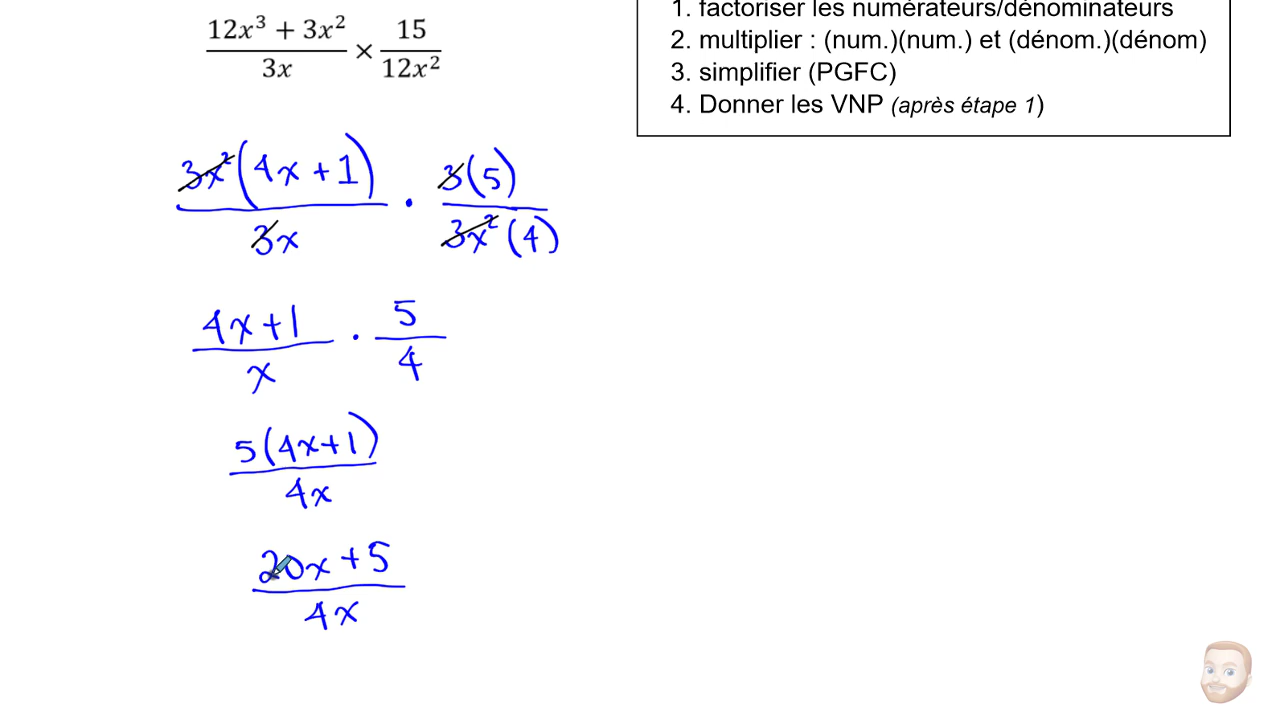 12x³ + 3x² / 3x × 15 / 12x²
1. factoriser les numérateurs/dénominateurs
2. multiplier : (num.)(num.) et (dénom.)(dénom)
3. simplifier (PGFC)
4. Donner les VNP (après étape 1)
3x²(4x+1) / 3x · 3(5) / 3x²(4)
4x+1 / x · 5 / 4
5(4x+1) / 4x
20x+5 / 4x